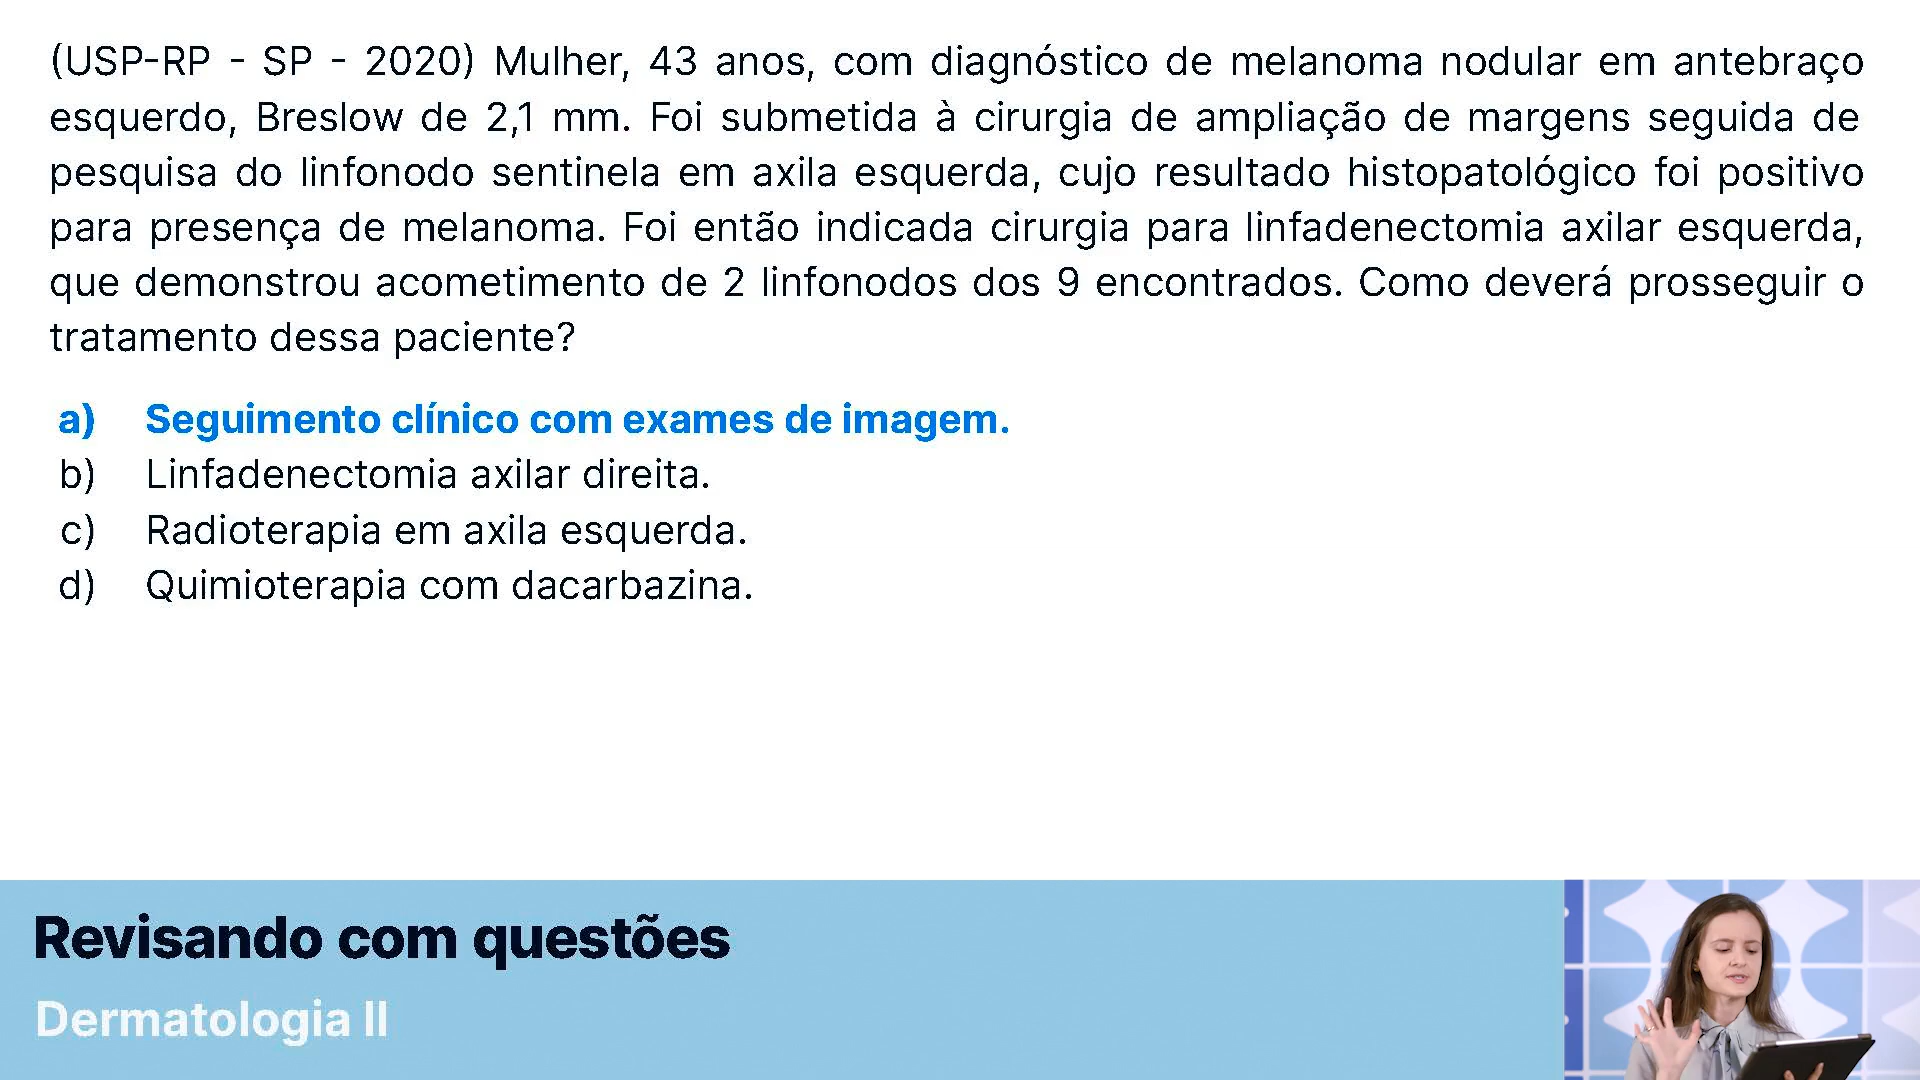 (USP-RP - SP - 2020) Mulher, 43 anos, com diagnóstico de melanoma nodular em antebraço
esquerdo, Breslow de 2,1 mm. Foi submetida à cirurgia de ampliação de margens seguida de
pesquisa do linfonodo sentinela em axila esquerda, cujo resultado histopatológico foi positivo
para presença de melanoma. Foi então indicada cirurgia para linfadenectomia axilar esquerda,
que demonstrou acometimento de 2 linfonodos dos 9 encontrados. Como deverá prosseguir o
tratamento dessa paciente?
a) Seguimento clínico com exames de imagem.
b) Linfadenectomia axilar direita.
c) Radioterapia em axila esquerda.
d) Quimioterapia com dacarbazina.
Revisando com questões
Dermatologia II